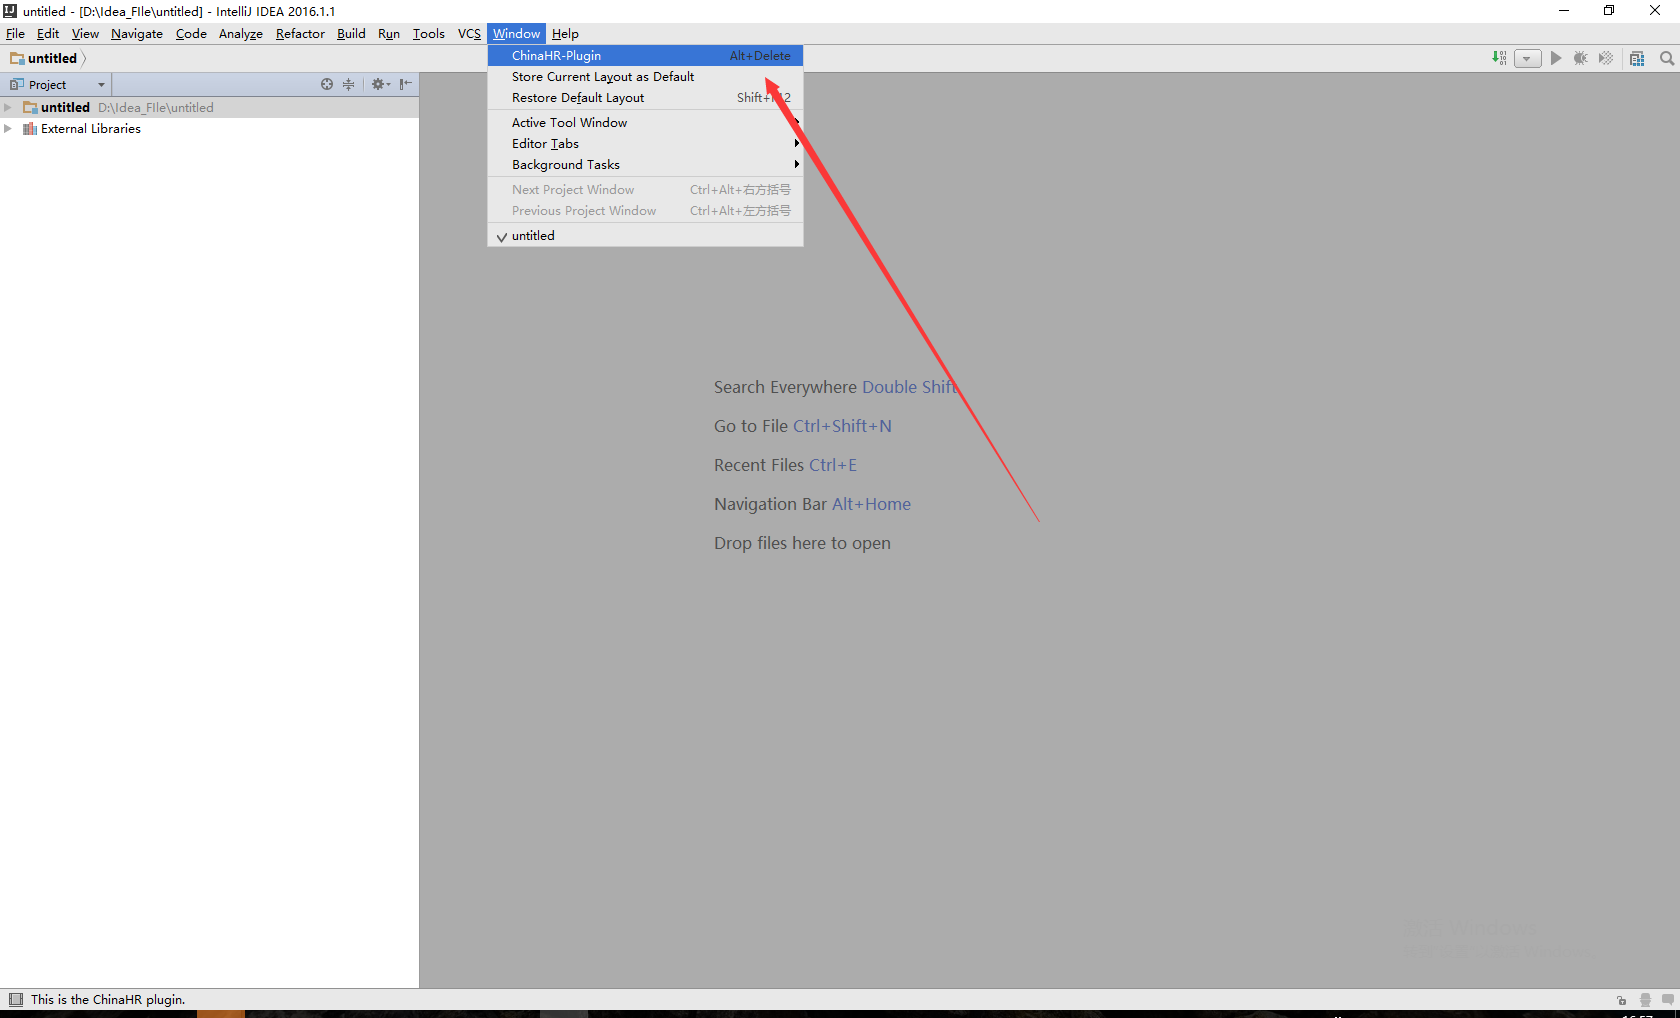 untitled - [D:\Idea_FIle\untitled] - IntelliJ IDEA 2016.1.1
File Edit View Navigate Code Analyze Refactor Build Run Tools VCS Window Help
untitled
Project
untitled D:\Idea_FIle\untitled
External Libraries
ChinaHR-Plugin Alt+Delete
Store Current Layout as Default
Restore Default Layout
Active Tool Window
Editor Tabs
Background Tasks
Next Project Window Ctrl+Alt+右方括号
Previous Project Window Ctrl+Alt+左方括号
untitled
Search Everywhere Double Shift
Go to File Ctrl+Shift+N
Recent Files Ctrl+E
Navigation Bar Alt+Home
Drop files here to open
This is the ChinaHR plugin.